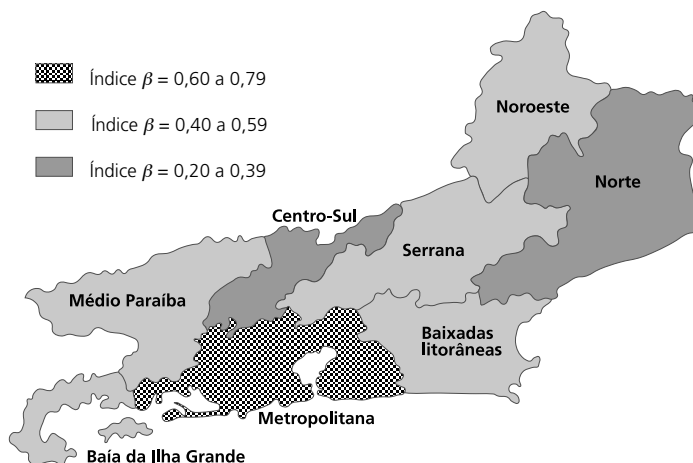 Índice β = 0,60 a 0,79
Índice β = 0,40 a 0,59
Índice β = 0,20 a 0,39
Noroeste
Norte
Centro-Sul
Serrana
Médio Paraíba
Baixadas
litorâneas
Metropolitana
Baía da Ilha Grande